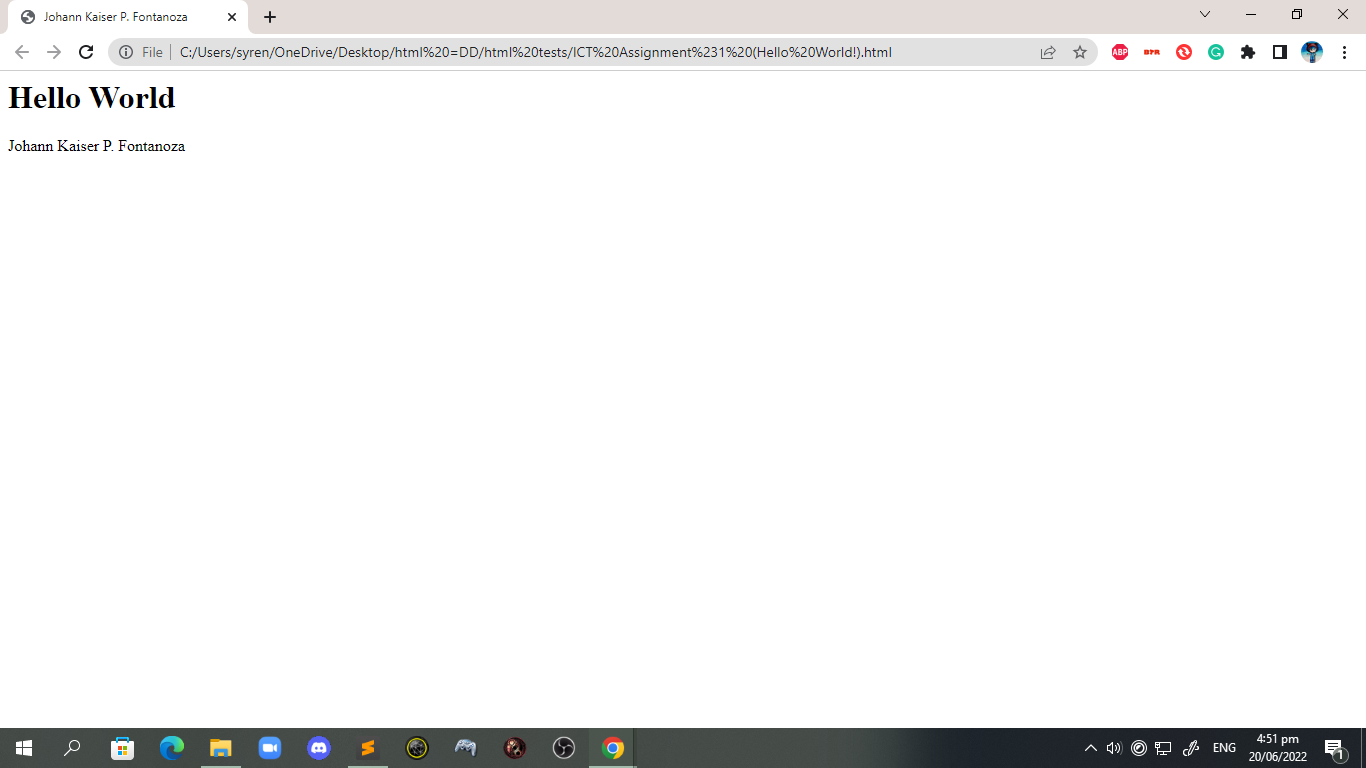 Johann Kaiser P. Fontanoza
File C:/Users/syren/OneDrive/Desktop/html%20=DD/html%20tests/ICT%20Assignment%231%20(Hello%20World!).html
ABP
Hello World
Johann Kaiser P. Fontanoza
ENG
4:51 pm
20/06/2022
1